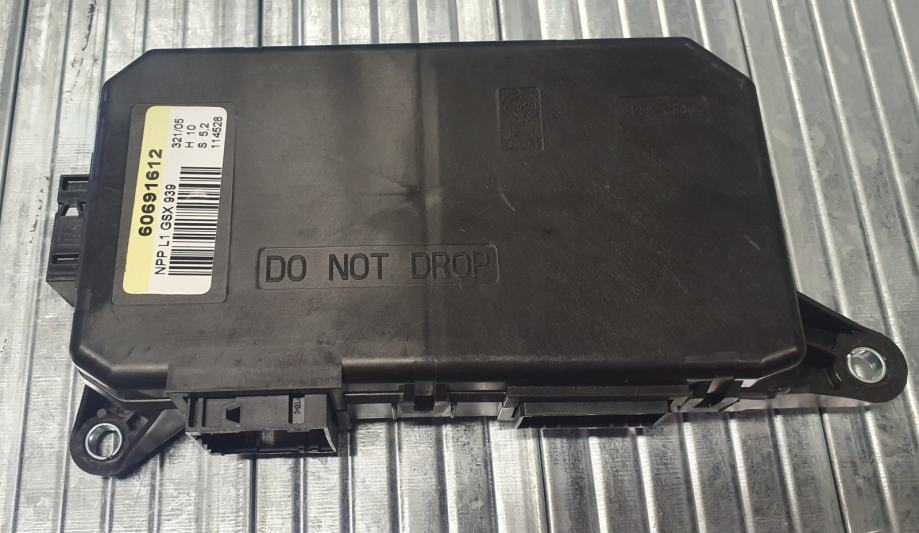 60691612
NPP L1 GSX 939
321/05
H 10
S 5,2
114528
DO NOT DROP